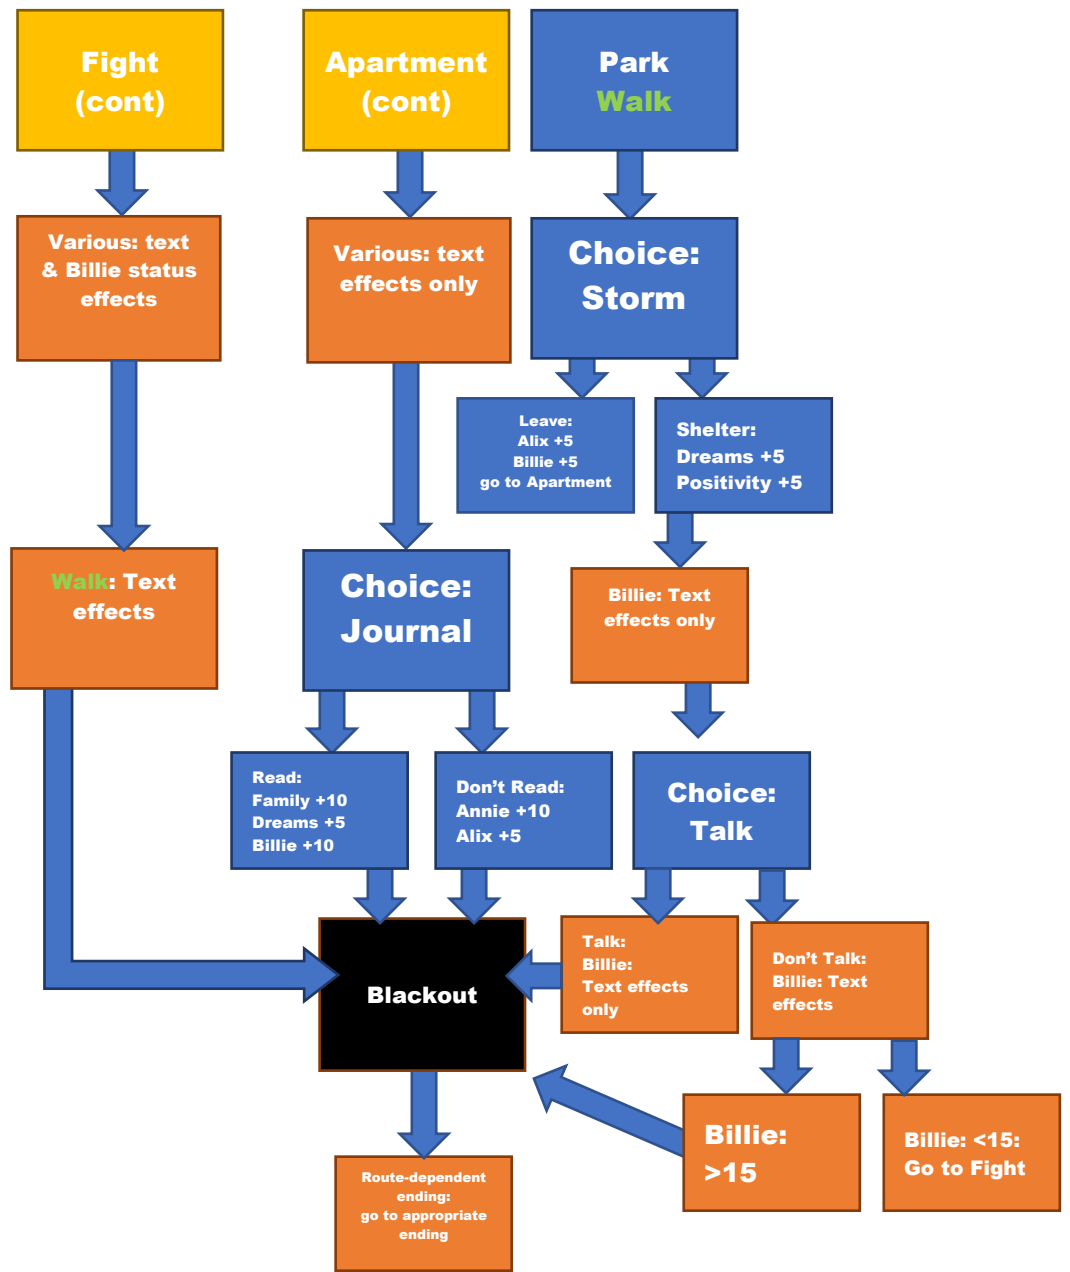 Fight
(cont)
Apartment
(cont)
Park
Walk
Various: text
& Billie status
effects
Various: text
effects only
Choice:
Storm
Leave:
Alix +5
Billie +5
go to Apartment
Shelter:
Dreams +5
Positivity +5
Walk: Text
effects
Choice:
Journal
Billie: Text
effects only
Read:
Family +10
Dreams +5
Billie +10
Don’t Read:
Annie +10
Alix +5
Choice:
Talk
Blackout
Talk:
Billie:
Text effects
only
Don’t Talk:
Billie: Text
effects
Billie:
>15
Billie: <15:
Go to Fight
Route-dependent
ending:
go to appropriate
ending